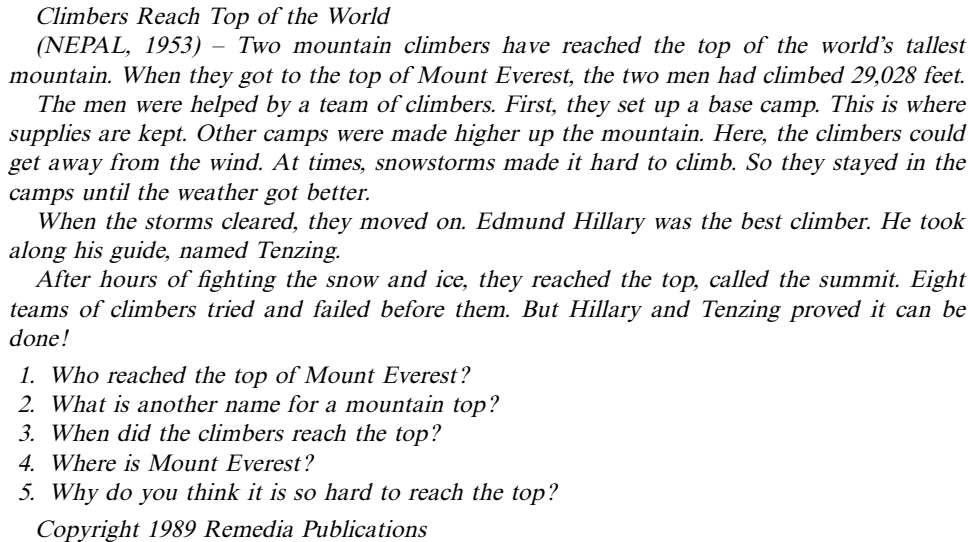 Climbers Reach Top of the World
(NEPAL, 1953) – Two mountain climbers have reached the top of the world's tallest
mountain. When they got to the top of Mount Everest, the two men had climbed 29,028 feet.
The men were helped by a team of climbers. First, they set up a base camp. This is where
supplies are kept. Other camps were made higher up the mountain. Here, the climbers could
get away from the wind. At times, snowstorms made it hard to climb. So they stayed in the
camps until the weather got better.
When the storms cleared, they moved on. Edmund Hillary was the best climber. He took
along his guide, named Tenzing.
After hours of fighting the snow and ice, they reached the top, called the summit. Eight
teams of climbers tried and failed before them. But Hillary and Tenzing proved it can be
done!
1. Who reached the top of Mount Everest?
2. What is another name for a mountain top?
3. When did the climbers reach the top?
4. Where is Mount Everest?
5. Why do you think it is so hard to reach the top?
Copyright 1989 Remedia Publications